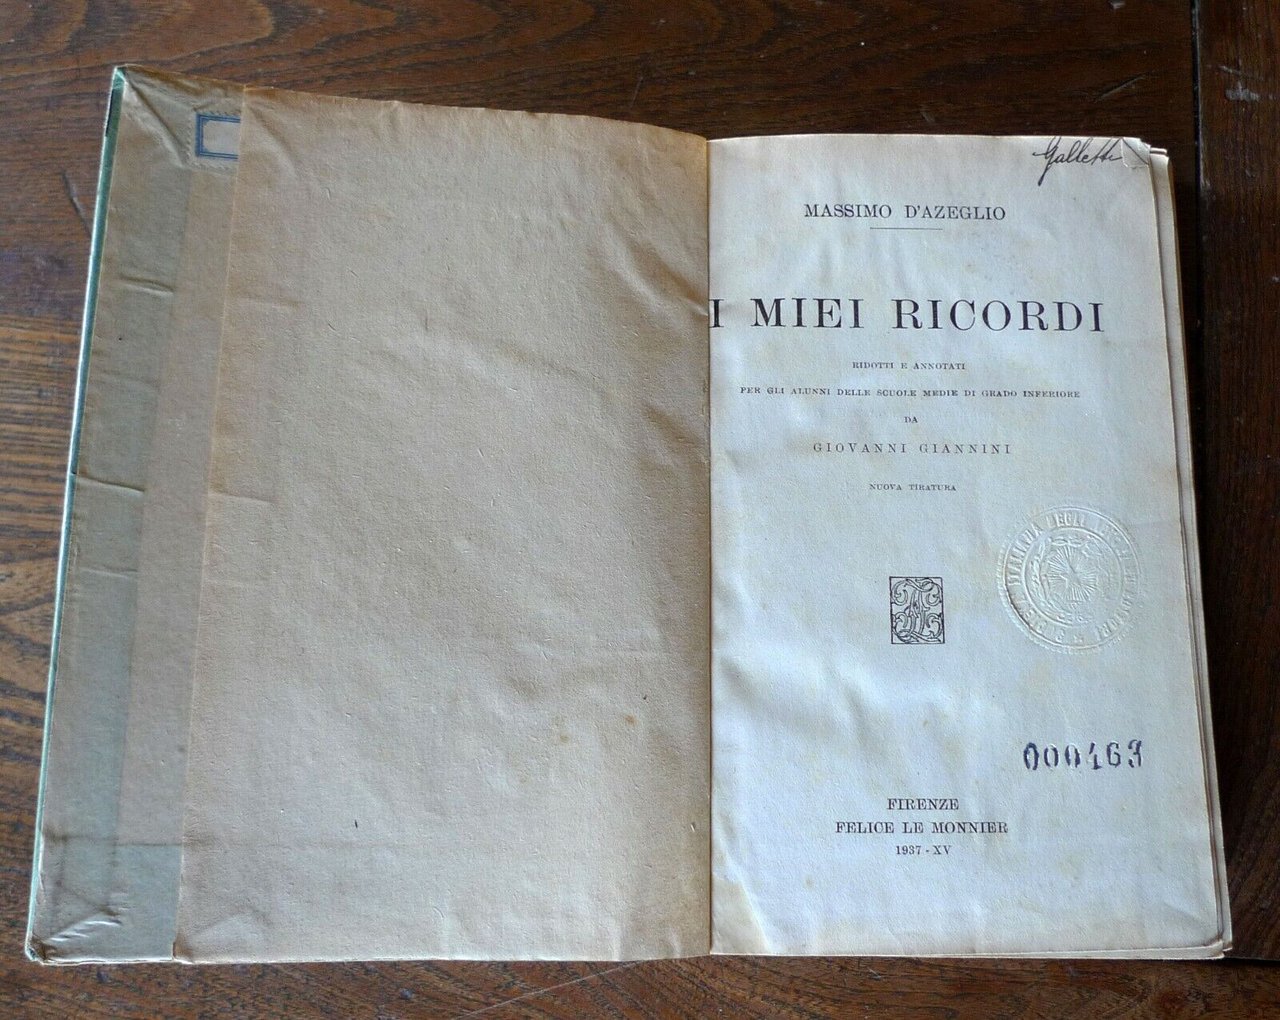 Galletti
MASSIMO D'AZEGLIO
I MIEI RICORDI
RIDOTTI E ANNOTATI
PER GLI ALUNNI DELLE SCUOLE MEDIE DI GRADO INFERIORE
DA
GIOVANNI GIANNINI
NUOVA TIRATURA
000463
FIRENZE
FELICE LE MONNIER
1937 - XV